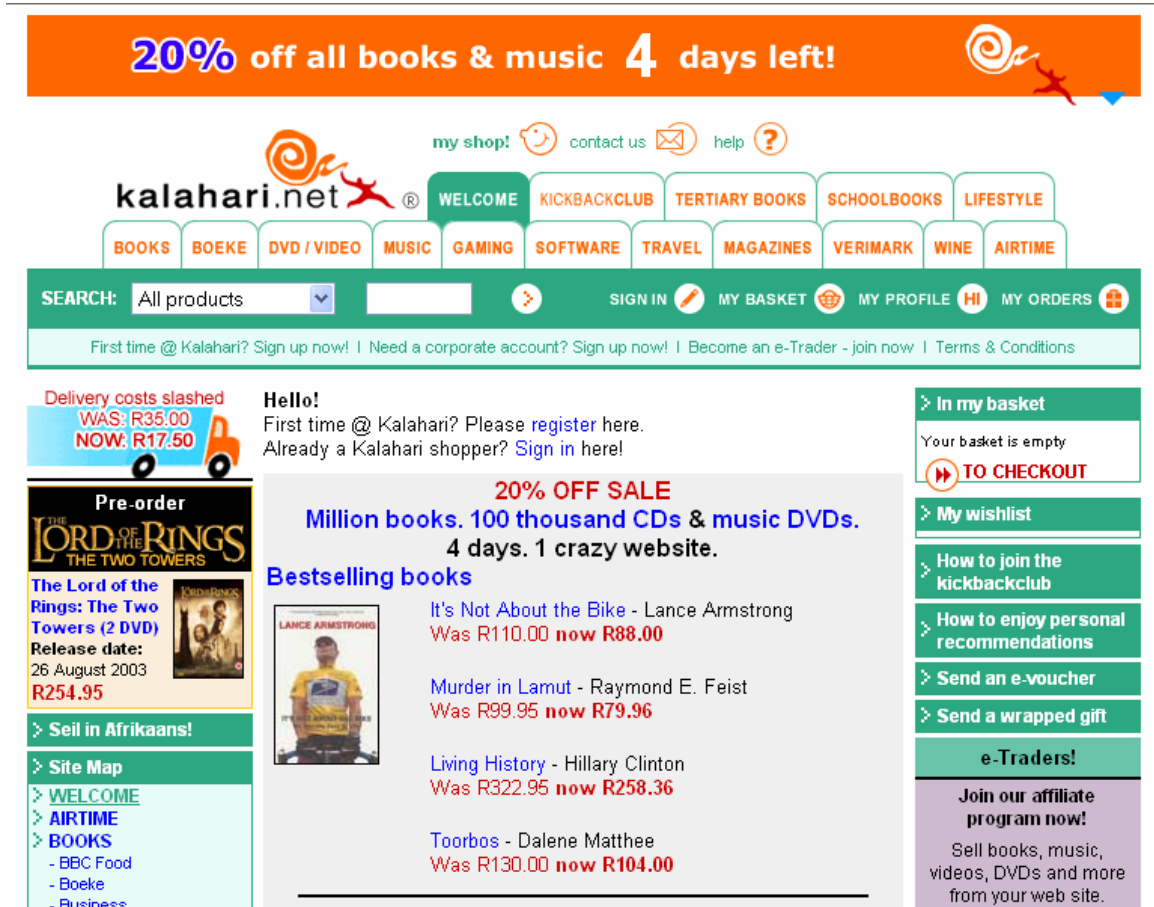 20% off all books & music 4 days left!
my shop! contact us help ?
kalahari.net ®
WELCOME KICKBACKCLUB TERTIARY BOOKS SCHOOLBOOKS LIFESTYLE
BOOKS BOEKE DVD / VIDEO MUSIC GAMING SOFTWARE TRAVEL MAGAZINES VERIMARK WINE AIRTIME
SEARCH: All products SIGN IN MY BASKET MY PROFILE HI MY ORDERS
First time @ Kalahari? Sign up now! | Need a corporate account? Sign up now! | Become an e-Trader - join now | Terms & Conditions
Delivery costs slashed
WAS: R35.00
NOW: R17.50
Pre-order
THE LORD OF THE RINGS
THE TWO TOWERS
The Lord of the
Rings: The Two
Towers (2 DVD)
Release date:
26 August 2003
R254.95
> Seil in Afrikaans!
> Site Map
> WELCOME
> AIRTIME
> BOOKS
- BBC Food
- Boeke
- Business
Hello!
First time @ Kalahari? Please register here.
Already a Kalahari shopper? Sign in here!
20% OFF SALE
Million books. 100 thousand CDs & music DVDs.
4 days. 1 crazy website.
Bestselling books
LANCE ARMSTRONG
IT'S NOT ABOUT THE BIKE
It's Not About the Bike - Lance Armstrong
Was R110.00 now R88.00
Murder in Lamut - Raymond E. Feist
Was R99.95 now R79.96
Living History - Hillary Clinton
Was R322.95 now R258.36
Toorbos - Dalene Matthee
Was R130.00 now R104.00
> In my basket
Your basket is empty
TO CHECKOUT
> My wishlist
> How to join the
kickbackclub
> How to enjoy personal
recommendations
> Send an e-voucher
> Send a wrapped gift
e-Traders!
Join our affiliate
program now!
Sell books, music,
videos, DVDs and more
from your web site.